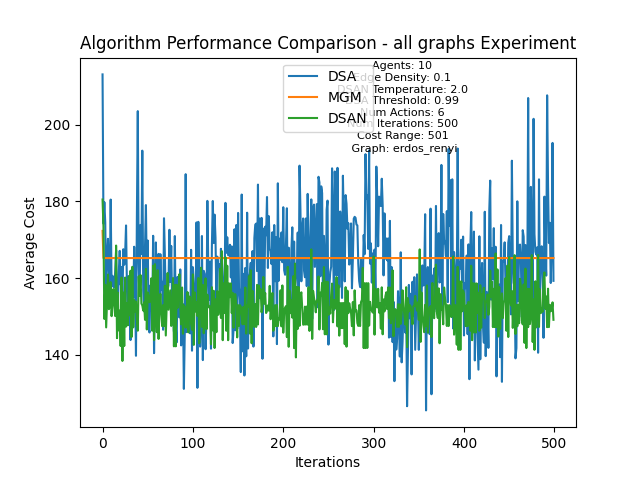 Algorithm Performance Comparison - all graphs Experiment
Agents: 10
Edge Density: 0.1
DSAN Temperature: 2.0
Threshold: 0.99
Num Actions: 6
Iterations: 500
Cost Range: 501
Graph: erdos_renyi
DSA
MGM
DSAN
Average Cost
200
180
160
140
0
100
200
300
400
500
Iterations